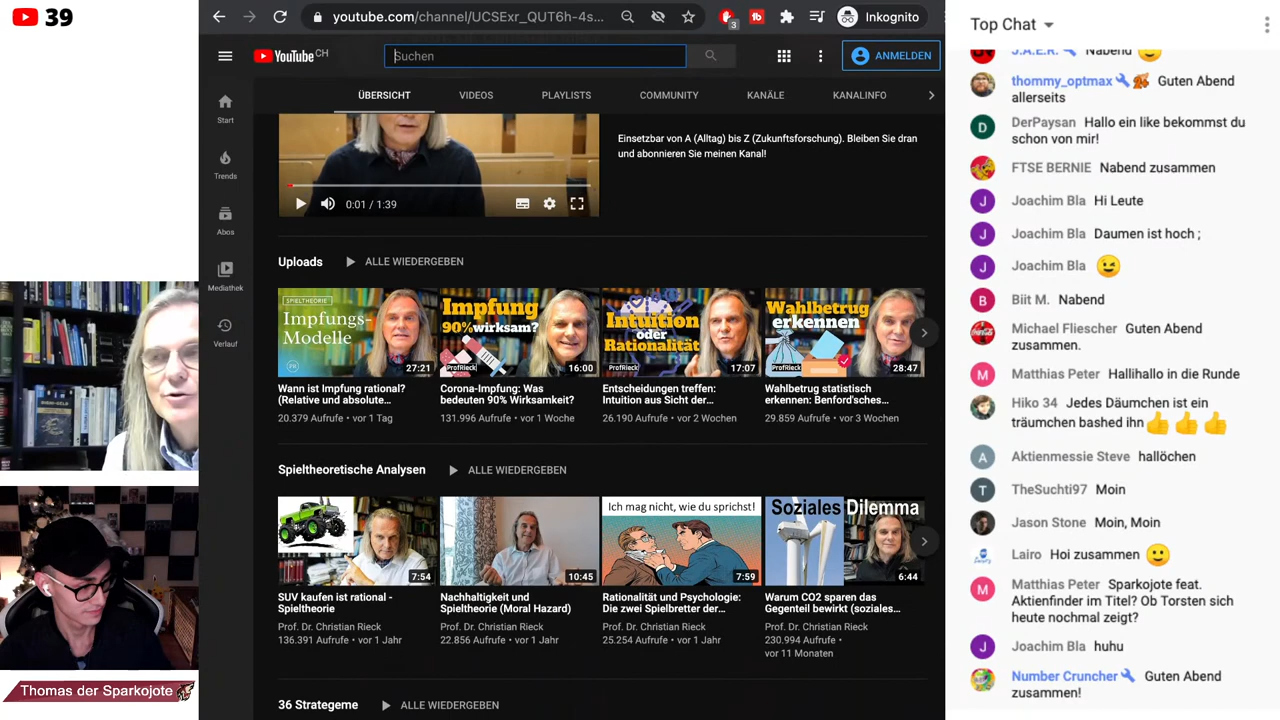 39
Thomas der Sparkojote
youtube.com/channel/UCSExr_QUT6h-4s...
3
Inkognito
YouTube CH
Suchen
ANMELDEN
ÜBERSICHT
VIDEOS
PLAYLISTS
COMMUNITY
KANÄLE
KANALINFO
Start
Trends
Abos
Mediathek
Verlauf
0:01 / 1:39
Einsetzbar von A (Alltag) bis Z (Zukunftsforschung). Bleiben Sie dran
und abonnieren Sie meinen Kanal!
Uploads
ALLE WIEDERGEBEN
SPIELTHEORIE
Impfungs-
Modelle
27:21
Wann ist Impfung rational?
(Relative und absolute...
20.379 Aufrufe • vor 1 Tag
Impfung
90% wirksam?
ProfRieck
16:00
Corona-Impfung: Was
bedeuten 90% Wirksamkeit?
131.996 Aufrufe • vor 1 Woche
Intuition
oder
Rationalität
ProfRieck
17:07
Entscheidungen treffen:
Intuition aus Sicht der...
26.190 Aufrufe • vor 2 Wochen
Wahlbetrug
erkennen
ProfRieck
28:47
Wahlbetrug statistisch
erkennen: Benford'sches...
29.859 Aufrufe • vor 3 Wochen
Spieltheoretische Analysen
ALLE WIEDERGEBEN
7:54
SUV kaufen ist rational -
Spieltheorie
Prof. Dr. Christian Rieck
136.391 Aufrufe • vor 1 Jahr
10:45
Nachhaltigkeit und
Spieltheorie (Moral Hazard)
Prof. Dr. Christian Rieck
22.856 Aufrufe • vor 1 Jahr
Ich mag nicht, wie du sprichst!
7:59
Rationalität und Psychologie:
Die zwei Spielbretter der...
Prof. Dr. Christian Rieck
25.254 Aufrufe • vor 1 Jahr
Soziales Dilemma
6:44
Warum CO2 sparen das
Gegenteil bewirkt (soziales...
Prof. Dr. Christian Rieck
230.994 Aufrufe •
vor 11 Monaten
36 Strategeme
ALLE WIEDERGEBEN
Top Chat
J.A.E.R. Nabend
thommy_optmax Guten Abend
allerseits
D
DerPaysan Hallo ein like bekommst du
schon von mir!
FTSE BERNIE Nabend zusammen
J
Joachim Bla Hi Leute
J
Joachim Bla Daumen ist hoch ;
J
Joachim Bla 😉
B
Biit M. Nabend
Michael Fliescher Guten Abend
zusammen.
M
Matthias Peter Hallihallo in die Runde
Hiko 34 Jedes Däumchen ist ein
träumchen bashed ihn👍👍👍
A
Aktienmessie Steve hallöchen
T
TheSuchti97 Moin
Jason Stone Moin, Moin
Lairo Hoi zusammen 🙂
M
Matthias Peter Sparkojote feat.
Aktienfinder im Titel? Ob Torsten sich
heute nochmal zeigt?
J
Joachim Bla huhu
Number Cruncher Guten Abend
zusammen!